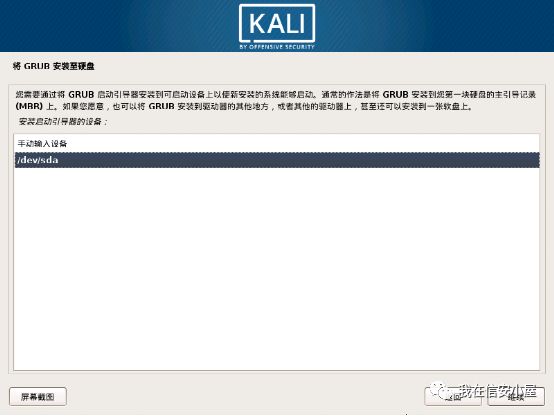 KALI
BY OFFENSIVE SECURITY
将 GRUB 安装至硬盘
您需要通过将 GRUB 启动引导器安装到可启动设备上以使新安装的系统能够启动。通常的作法是将 GRUB 安装到您第一块硬盘的主引导记录
(MBR) 上。如果您愿意，也可以将 GRUB 安装到驱动器的其他地方，或者其他的驱动器上，甚至还可以安装到一张软盘上。
安装启动引导器的设备：
手动输入设备
/dev/sda
屏幕截图
返回
继续
我在信安小屋